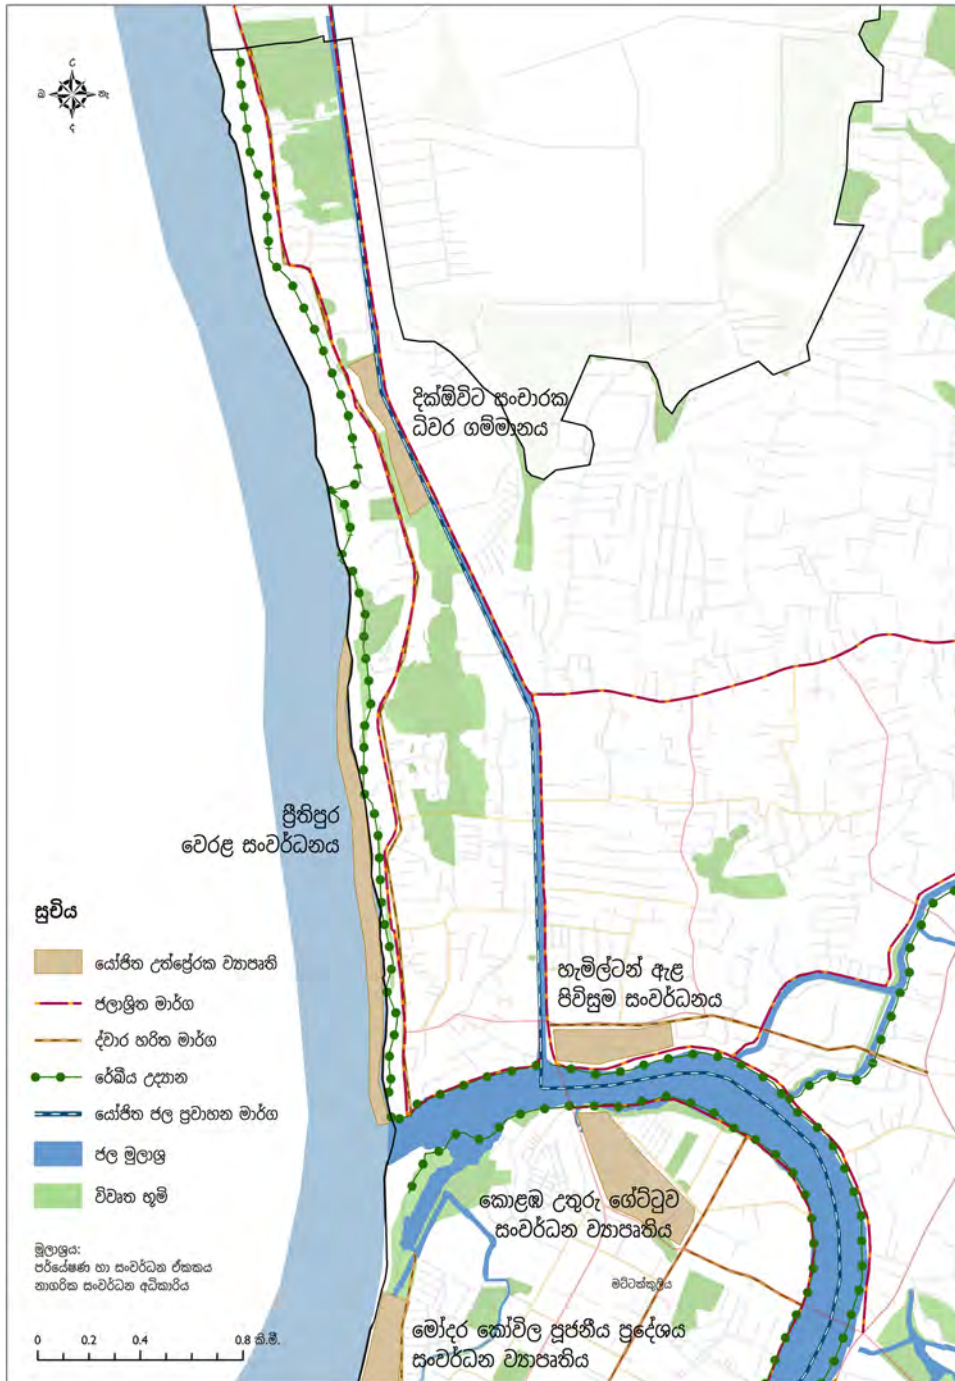 උ
බ
නැ
ද
දික්ඕවිට සංචාරක
ධීවර ගම්මානය
ප්‍රීතිපුර
වෙරළ සංවර්ධනය
සූචිය
යෝජිත උත්ප්‍රේරක ව්‍යාපෘති
ජලාශ්‍රිත මාර්ග
ද්වාර හරිත මාර්ග
රේඛීය උද්‍යාන
යෝජිත ජල ප්‍රවාහන මාර්ග
ජල මූලාශ්‍ර
විවෘත භූමි
හැමිල්ටන් ඇළ
පිවිසුම සංවර්ධනය
කොළඹ උතුරු ගේට්ටුව
සංවර්ධන ව්‍යාපෘතිය
මට්ටක්කුලිය
මූලාශ්‍රය:
පර්යේෂණ හා සංවර්ධන ඒකකය
නාගරික සංවර්ධන අධිකාරිය
0 0.2 0.4 0.8 කි.මී.
මෝදර කෝවිල පූජනීය ප්‍රදේශය
සංවර්ධන ව්‍යාපෘතිය